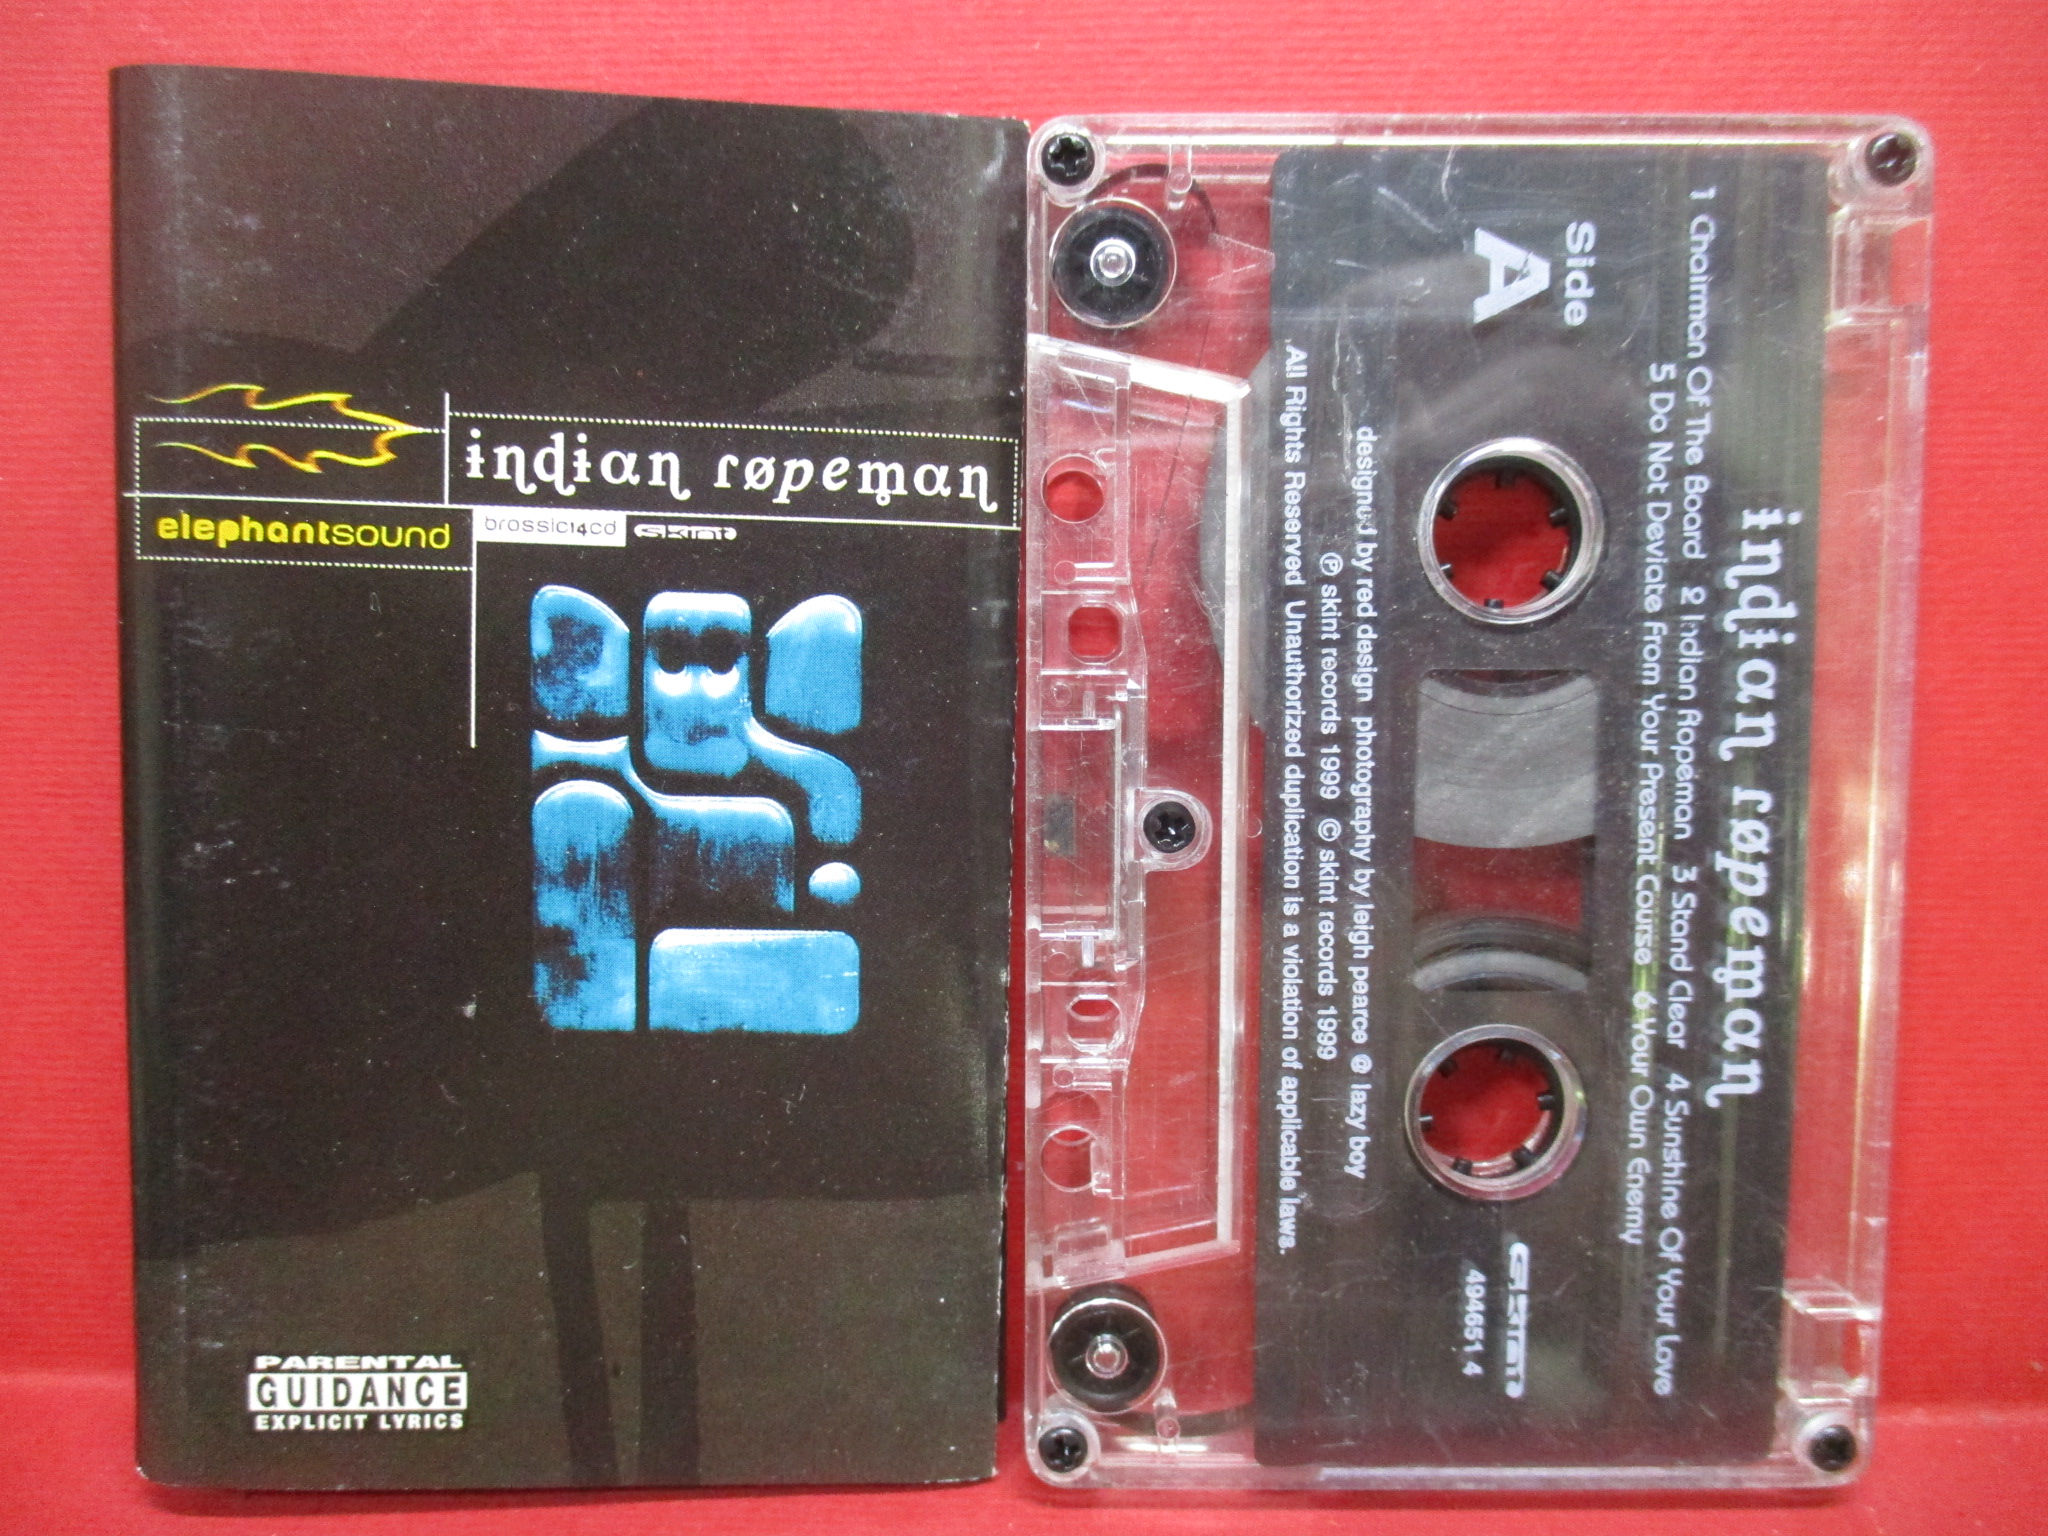 indian røpeman
elephantsound
brassic14cd
skint
PARENTAL
GUIDANCE
EXPLICIT LYRICS
indian røpeman
1 Chairman Of The Board 2 Indian Ropeman 3 Stand Clear 4 Sunshine Of Your Love
5 Do Not Deviate From Your Present Course 6 Your Own Enemy
Side
A
skint
494651 4
designed by red design photography by leigh pearce @ lazy boy
℗ skint records 1999 © skint records 1999
.All Rights Reserved Unauthorized duplication is a violation of applicable laws.